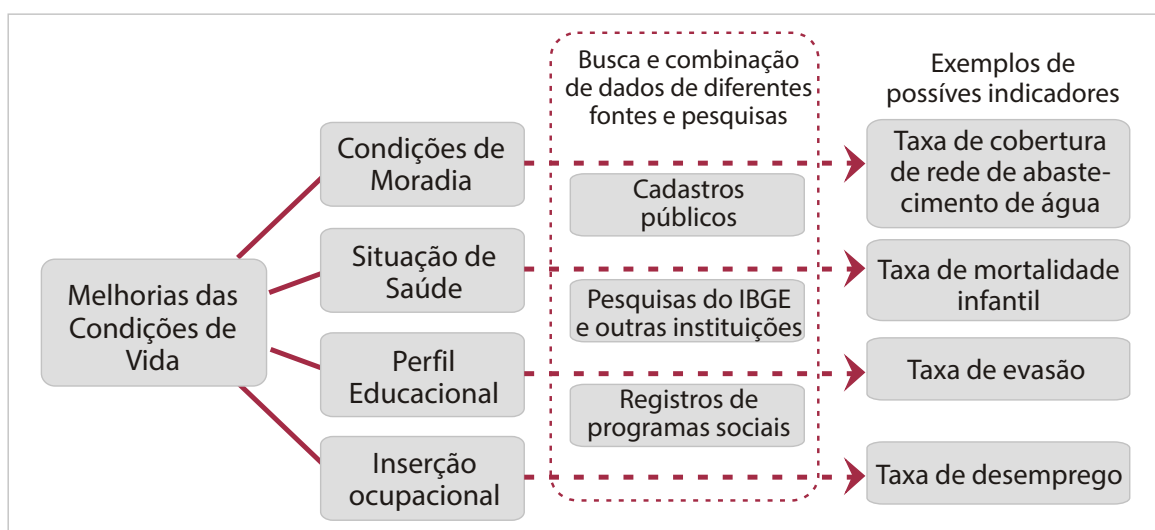 Melhorias das
Condições de
Vida
Condições de
Moradia
Situação de
Saúde
Perfil
Educacional
Inserção
ocupacional
Busca e combinação
de dados de diferentes
fontes e pesquisas
Cadastros
públicos
Pesquisas do IBGE
e outras instituições
Registros de
programas sociais
Exemplos de
possíves indicadores
Taxa de cobertura
de rede de abaste-
cimento de água
Taxa de mortalidade
infantil
Taxa de evasão
Taxa de desemprego